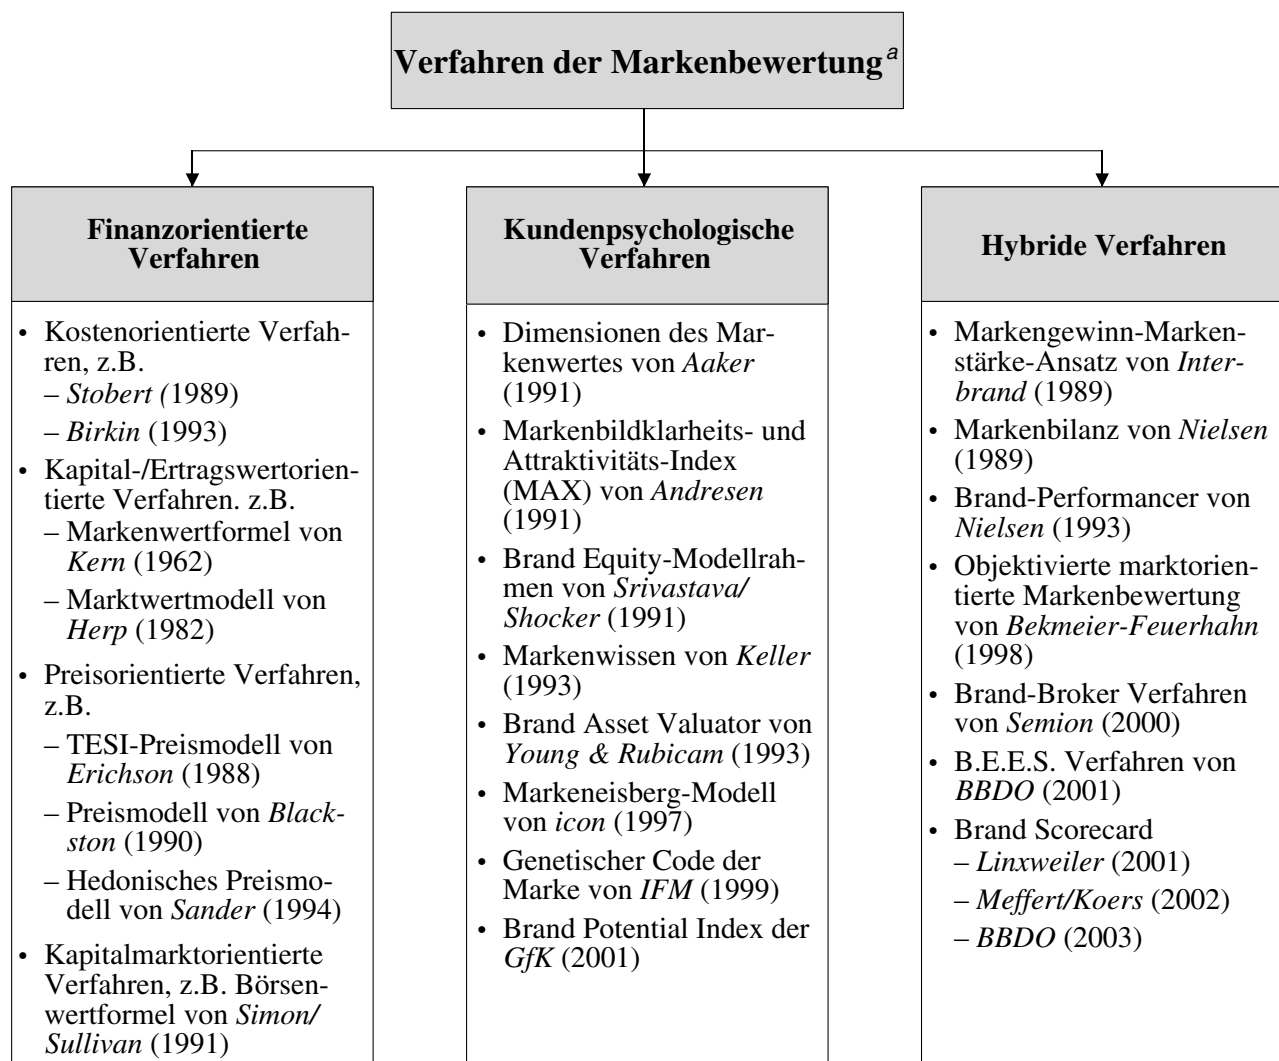 Verfahren der Markenbewertung a
Finanzorientierte
Verfahren
• Kostenorientierte Verfah-
ren, z.B.
– Stobert (1989)
– Birkin (1993)
• Kapital-/Ertragswertorien-
tierte Verfahren. z.B.
– Markenwertformel von
Kern (1962)
– Marktwertmodell von
Herp (1982)
• Preisorientierte Verfahren,
z.B.
– TESI-Preismodell von
Erichson (1988)
– Preismodell von Black-
ston (1990)
– Hedonisches Preismo-
dell von Sander (1994)
• Kapitalmarktorientierte
Verfahren, z.B. Börsen-
wertformel von Simon/
Sullivan (1991)
Kundenpsychologische
Verfahren
• Dimensionen des Mar-
kenwertes von Aaker
(1991)
• Markenbildklarheits- und
Attraktivitäts-Index
(MAX) von Andresen
(1991)
• Brand Equity-Modellrah-
men von Srivastava/
Shocker (1991)
• Markenwissen von Keller
(1993)
• Brand Asset Valuator von
Young & Rubicam (1993)
• Markeneisberg-Modell
von icon (1997)
• Genetischer Code der
Marke von IFM (1999)
• Brand Potential Index der
GfK (2001)
Hybride Verfahren
• Markengewinn-Marken-
stärke-Ansatz von Inter-
brand (1989)
• Markenbilanz von Nielsen
(1989)
• Brand-Performancer von
Nielsen (1993)
• Objektivierte marktorien-
tierte Markenbewertung
von Bekmeier-Feuerhahn
(1998)
• Brand-Broker Verfahren
von Semion (2000)
• B.E.E.S. Verfahren von
BBDO (2001)
• Brand Scorecard
– Linxweiler (2001)
– Meffert/Koers (2002)
– BBDO (2003)